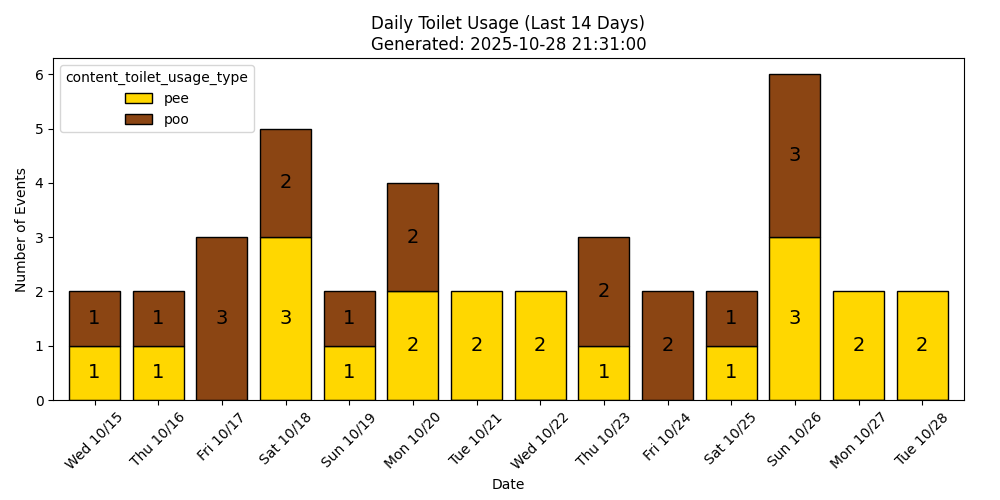 Daily Toilet Usage (Last 14 Days)
Generated: 2025-10-28 21:31:00
content_toilet_usage_type
pee
poo
Number of Events
6
5
4
3
2
1
0
1
1
1
1
3
2
3
1
1
2
2
2
2
2
1
2
1
1
3
3
2
2
Wed 10/15
Thu 10/16
Fri 10/17
Sat 10/18
Sun 10/19
Mon 10/20
Tue 10/21
Wed 10/22
Thu 10/23
Fri 10/24
Sat 10/25
Sun 10/26
Mon 10/27
Tue 10/28
Date